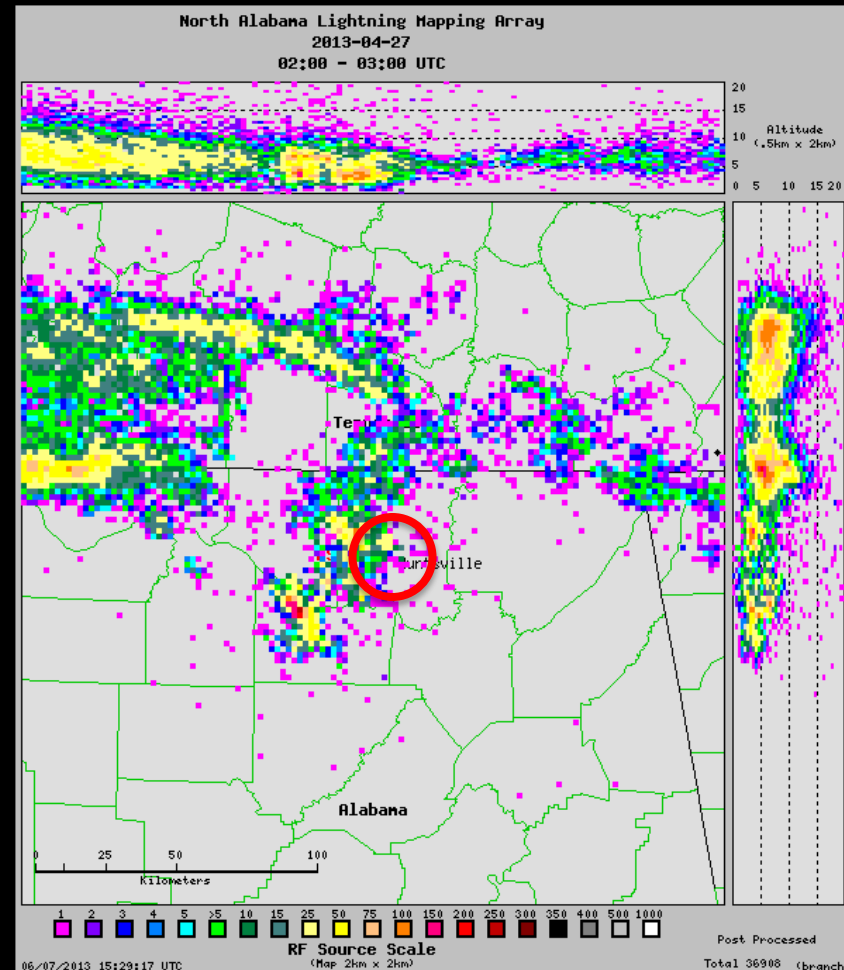 North Alabama Lightning Mapping Array
2013-04-27
02:00 - 03:00 UTC
20
15
10
5
0 5 10 15 20
Altitude
(.5km x 2km)
Alabama
0 25 50 100
Kilometers
1 2 3 4 5 >5 10 15 25 50 75 100 150 200 250 300 350 400 500 1000
RF Source Scale
(Map 2km x 2km)
Post Processed
06/07/2013 15:29:17 UTC
Total 36908 (branch